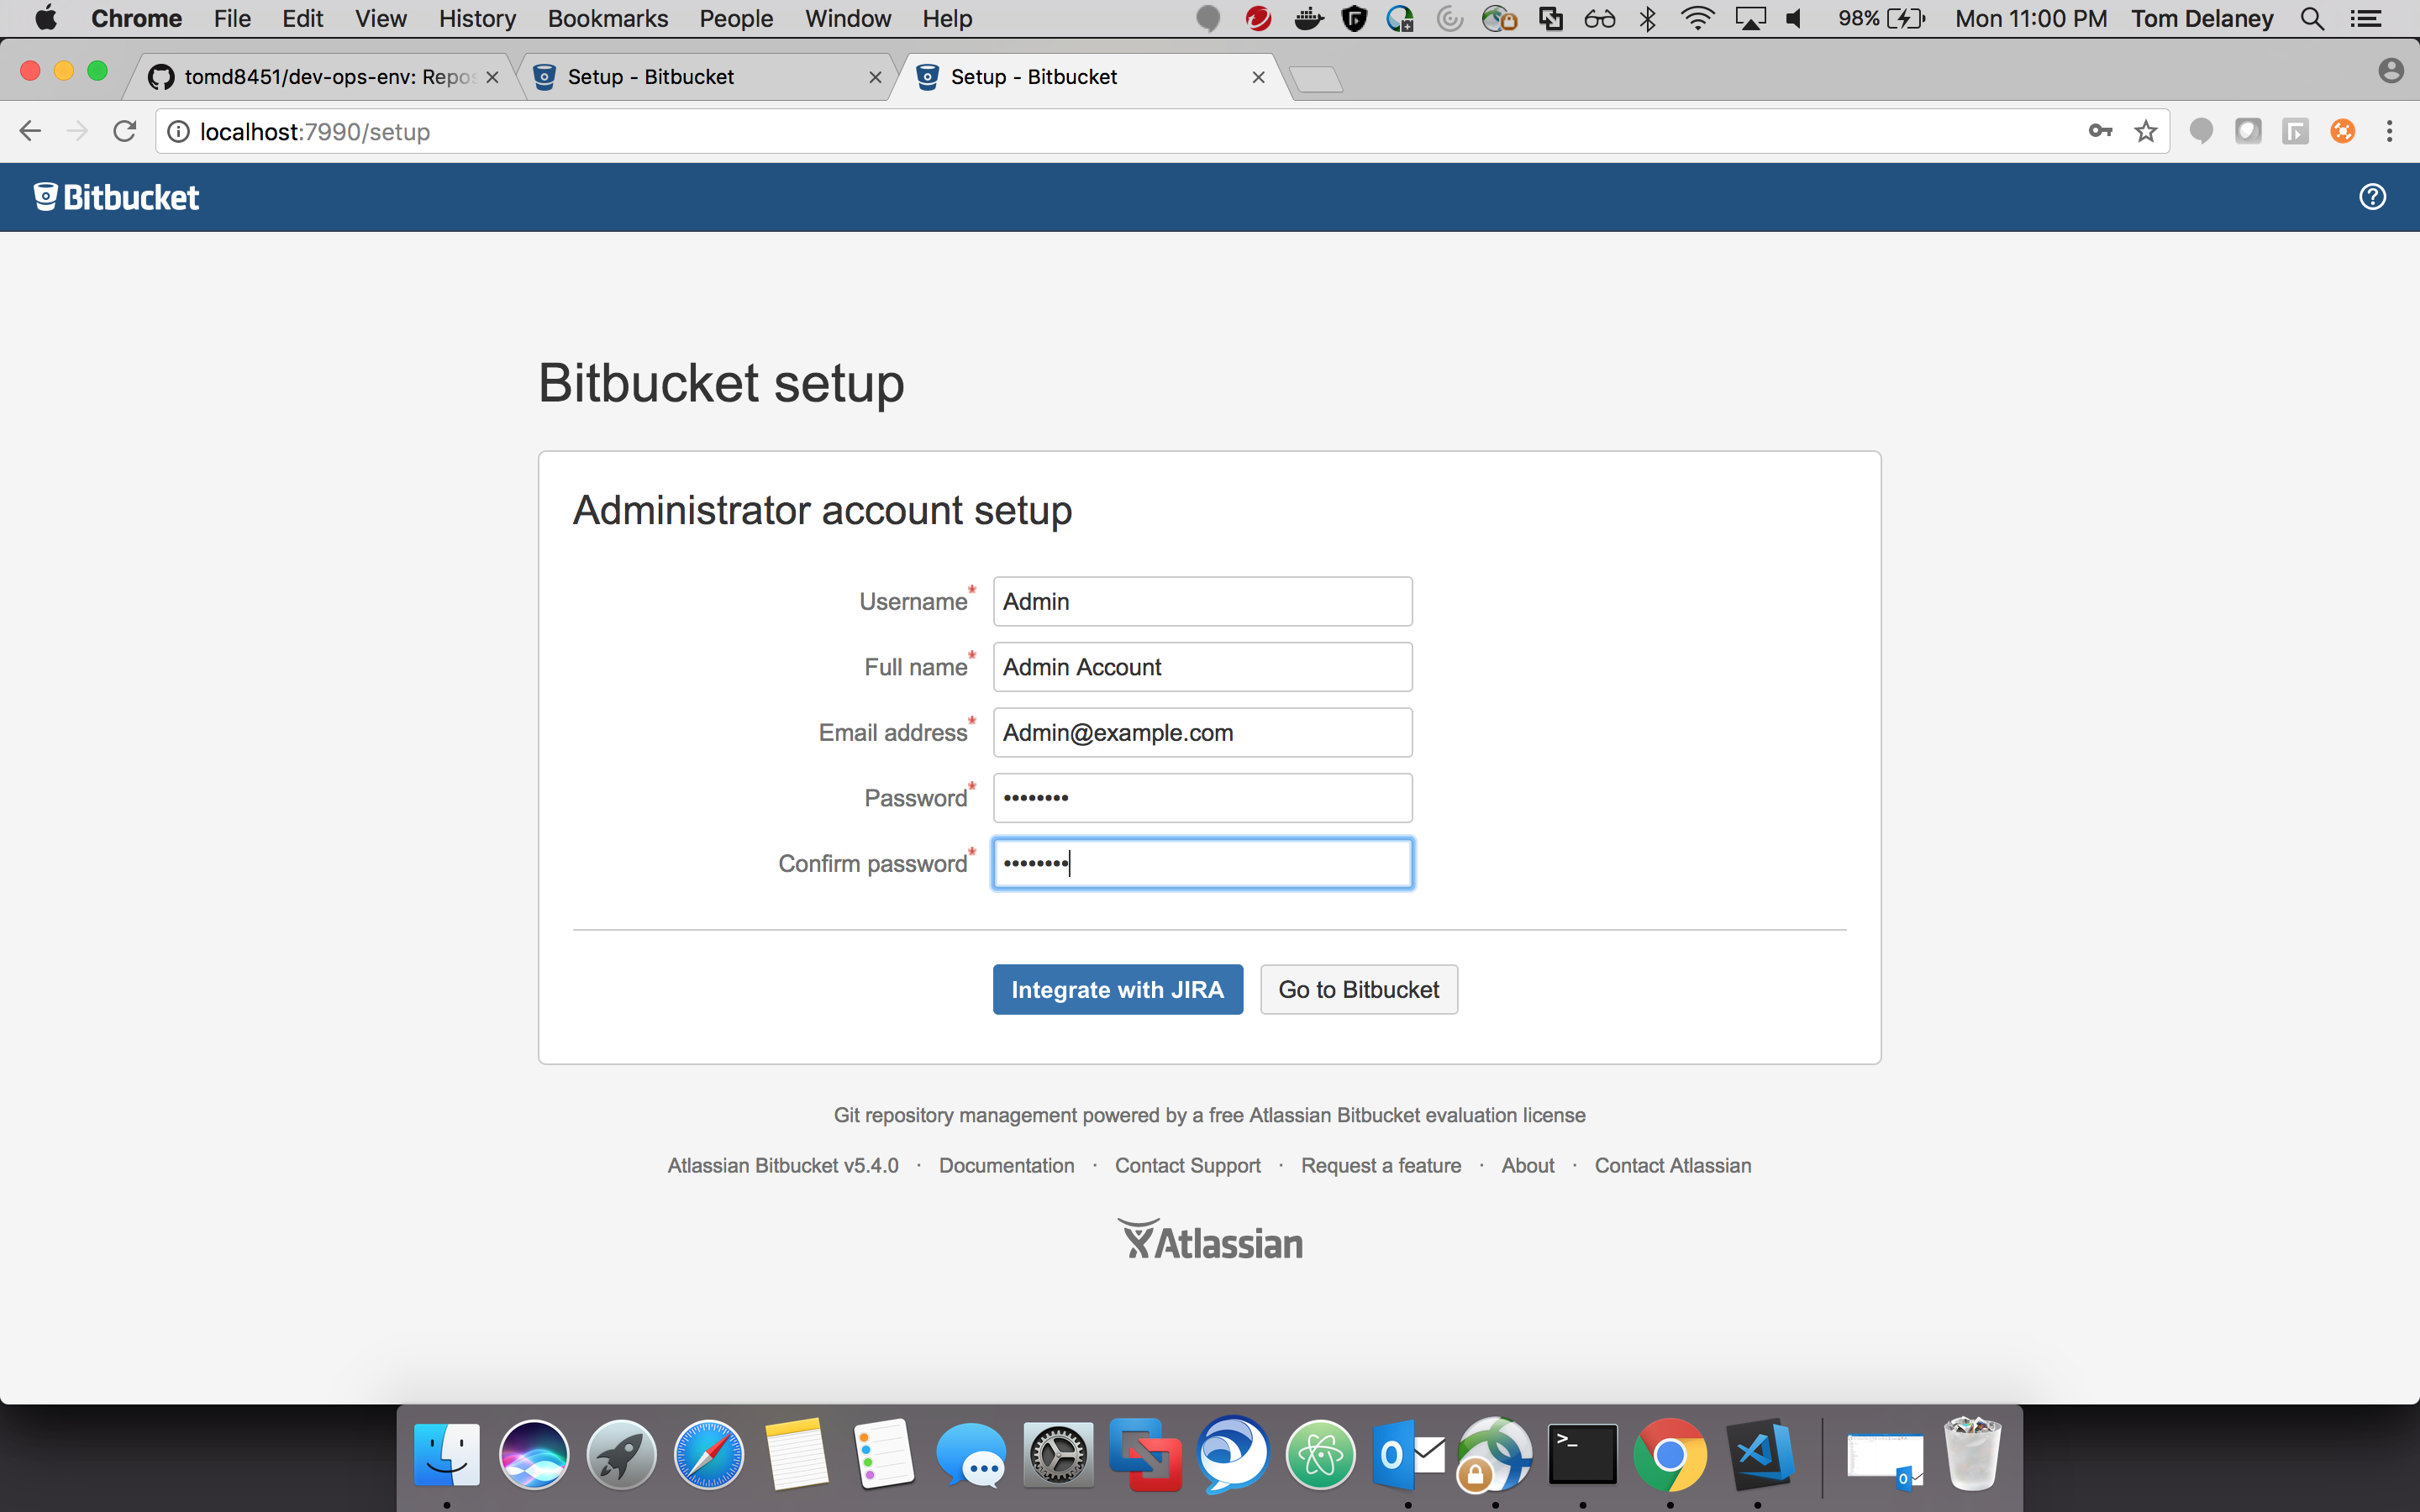 Chrome File Edit View History Bookmarks People Window Help 98% Mon 11:00 PM Tom Delaney
tomd8451/dev-ops-env: Repos Setup - Bitbucket Setup - Bitbucket
localhost:7990/setup
Bitbucket
Bitbucket setup
Administrator account setup
Username* Admin
Full name* Admin Account
Email address* Admin@example.com
Password* ••••••••
Confirm password* ••••••••
Integrate with JIRA Go to Bitbucket
Git repository management powered by a free Atlassian Bitbucket evaluation license
Atlassian Bitbucket v5.4.0 · Documentation · Contact Support · Request a feature · About · Contact Atlassian
Atlassian